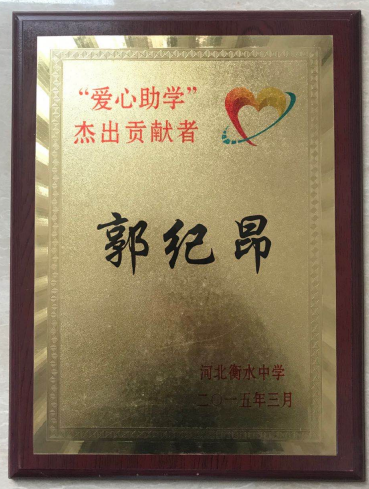 “爱心助学”
杰出贡献者
郭纪昂
河北衡水中学
二〇一五年三月